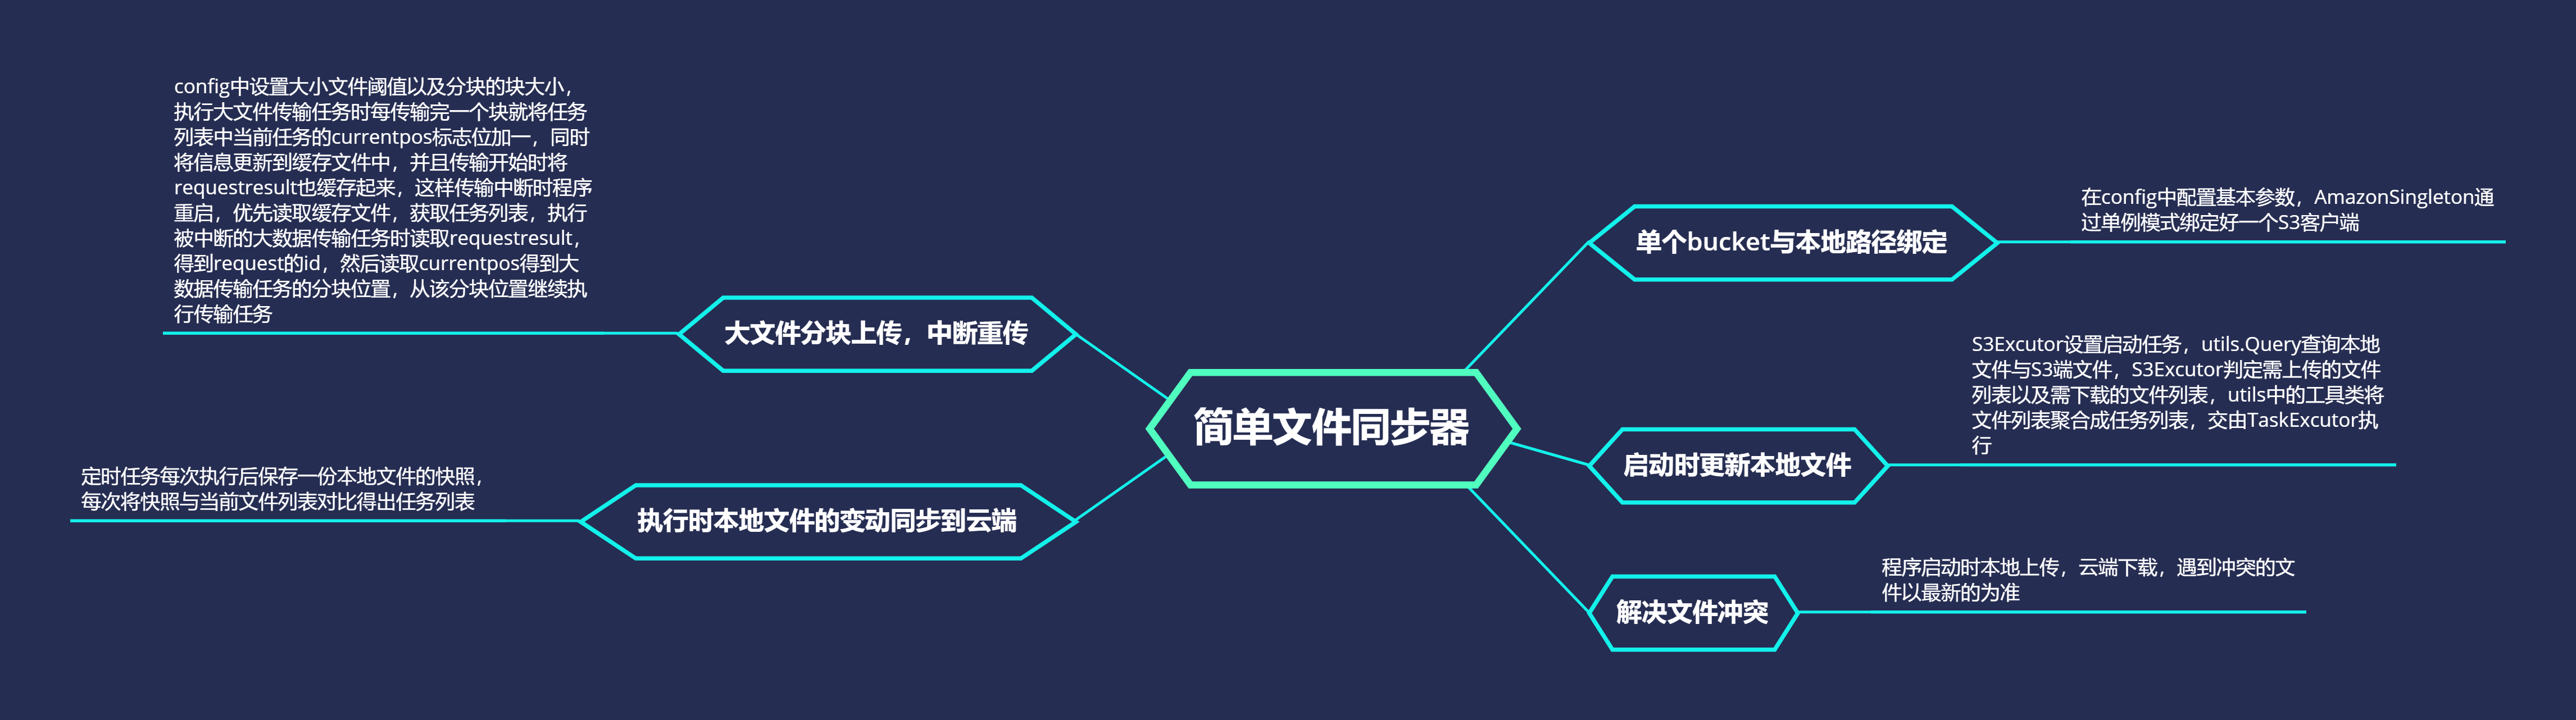 简单文件同步器
单个bucket与本地路径绑定
在config中配置基本参数，AmazonSingleton通
过单例模式绑定好一个S3客户端
启动时更新本地文件
S3Excutor设置启动任务，utils.Query查询本地
文件与S3端文件，S3Excutor判定需上传的文件
列表以及需下载的文件列表，utils中的工具类将
文件列表聚合成任务列表，交由TaskExcutor执
行
解决文件冲突
程序启动时本地上传，云端下载，遇到冲突的文
件以最新的为准
大文件分块上传，中断重传
config中设置大小文件阈值以及分块的块大小，
执行大文件传输任务时每传输完一个块就将任务
列表中当前任务的currentpos标志位加一，同时
将信息更新到缓存文件中，并且传输开始时将
requestresult也缓存起来，这样传输中断时程序
重启，优先读取缓存文件，获取任务列表，执行
被中断的大数据传输任务时读取requestresult，
得到request的id，然后读取currentpos得到大
数据传输任务的分块位置，从该分块位置继续执
行传输任务
执行时本地文件的变动同步到云端
定时任务每次执行后保存一份本地文件的快照，
每次将快照与当前文件列表对比得出任务列表